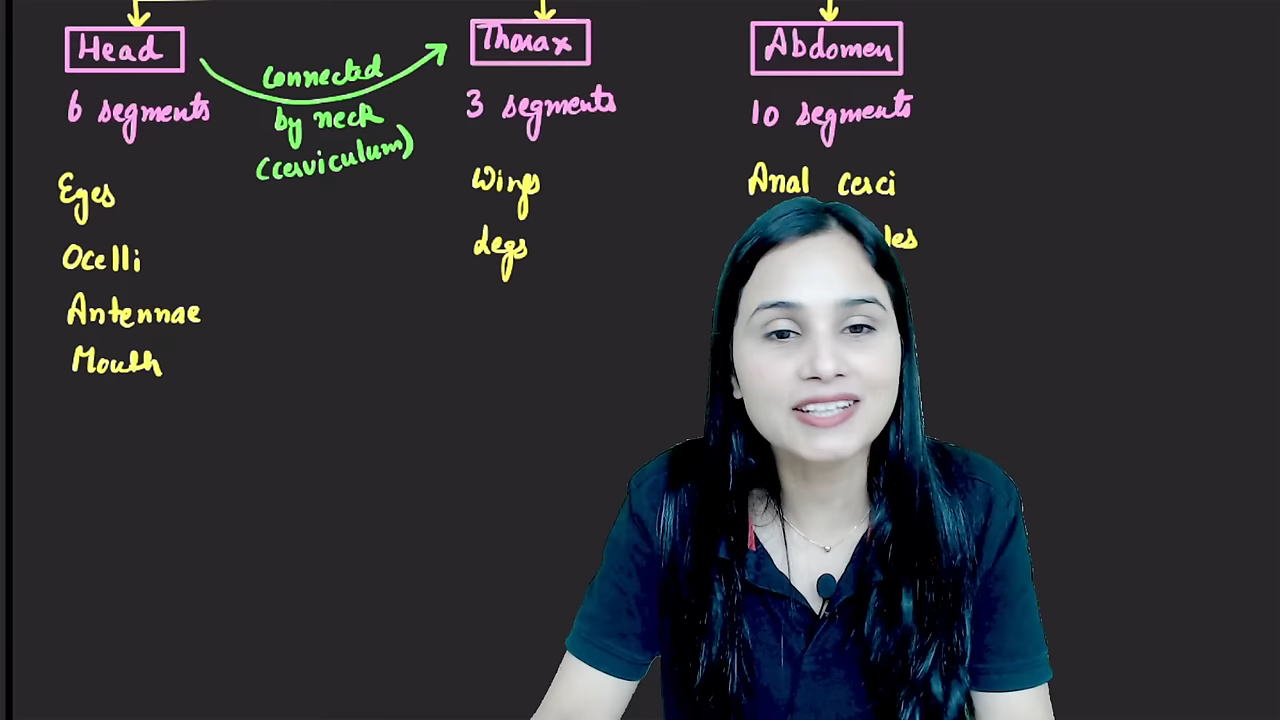 Head
6 segments
Eyes
Ocelli
Antennae
Mouth
connected
by neck
(cerviculum)
Thorax
3 segments
Wings
Legs
Abdomen
10 segments
Anal cerci